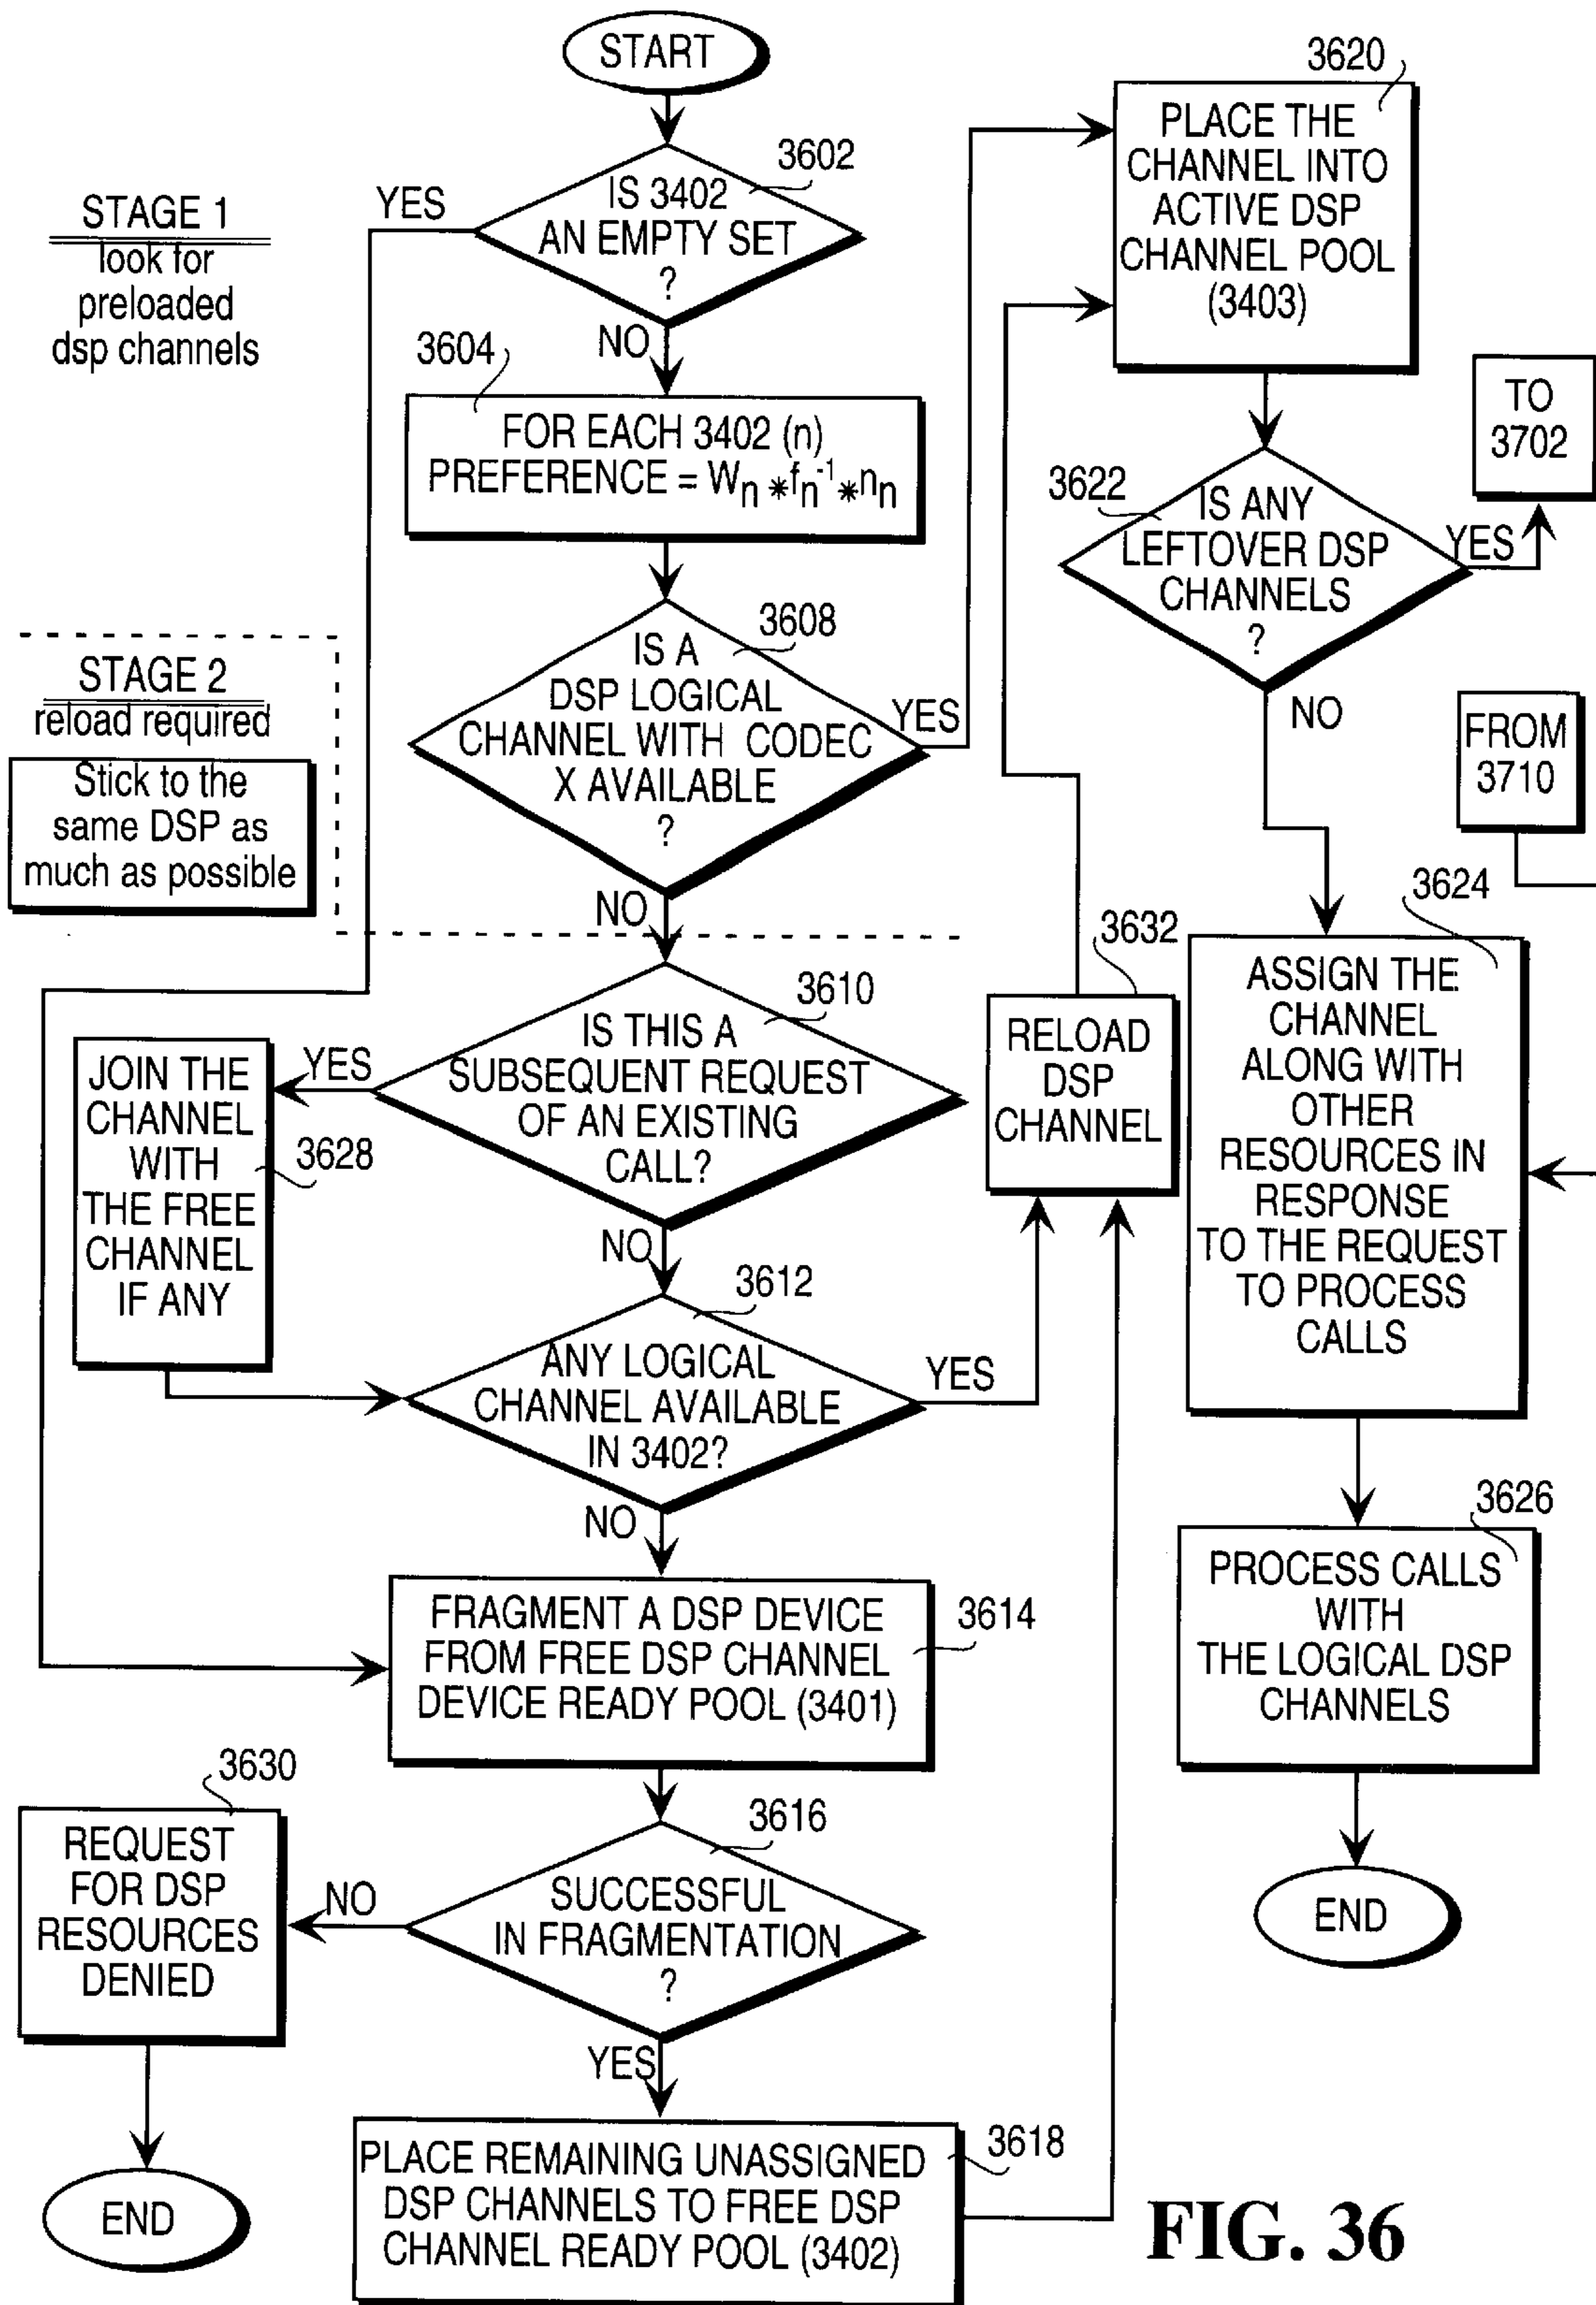 START
3602
IS 3402
AN EMPTY SET
?
YES
NO
STAGE 1
look for
preloaded
dsp channels
3604
FOR EACH 3402 (n)
PREFERENCE = Wn * fn^-1 * nn
3608
IS A
DSP LOGICAL
CHANNEL WITH CODEC
X AVAILABLE
?
YES
NO
STAGE 2
reload required
Stick to the
same DSP as
much as possible
3610
IS THIS A
SUBSEQUENT REQUEST
OF AN EXISTING
CALL?
YES
NO
JOIN THE
CHANNEL
WITH
THE FREE
CHANNEL
IF ANY
3628
3612
ANY LOGICAL
CHANNEL AVAILABLE
IN 3402?
YES
NO
FRAGMENT A DSP DEVICE
FROM FREE DSP CHANNEL
DEVICE READY POOL (3401)
3614
3616
SUCCESSFUL
IN FRAGMENTATION
?
NO
YES
3630
REQUEST
FOR DSP
RESOURCES
DENIED
END
PLACE REMAINING UNASSIGNED
DSP CHANNELS TO FREE DSP
CHANNEL READY POOL (3402)
3618
3632
RELOAD
DSP
CHANNEL
3620
PLACE THE
CHANNEL INTO
ACTIVE DSP
CHANNEL POOL
(3403)
3622
IS ANY
LEFTOVER DSP
CHANNELS
?
YES
NO
TO
3702
FROM
3710
3624
ASSIGN THE
CHANNEL
ALONG WITH
OTHER
RESOURCES IN
RESPONSE
TO THE REQUEST
TO PROCESS
CALLS
3626
PROCESS CALLS
WITH
THE LOGICAL DSP
CHANNELS
END
FIG. 36